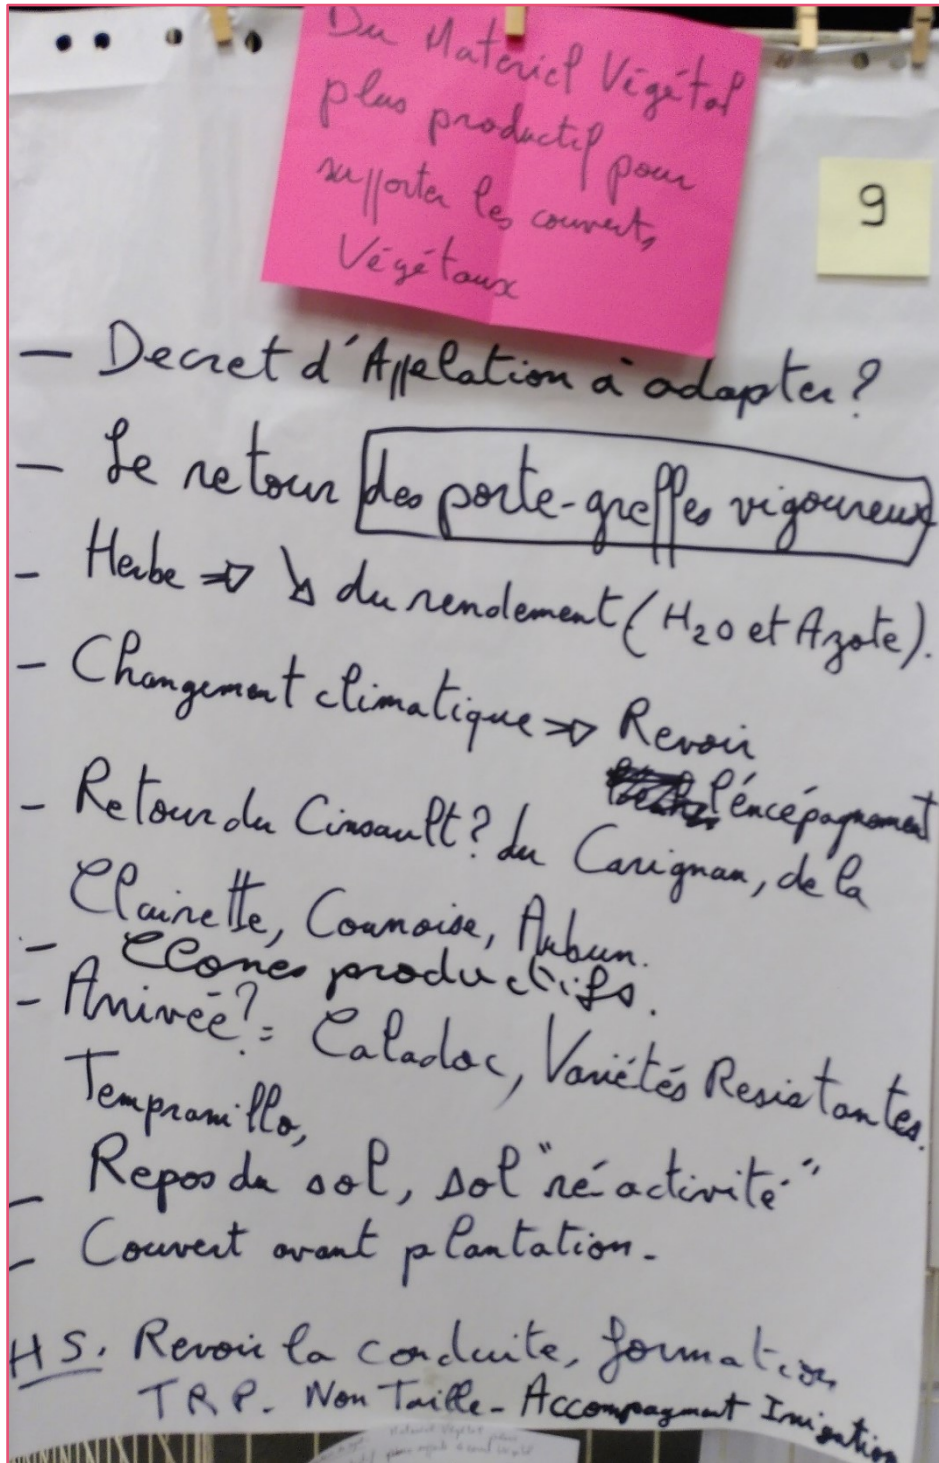 Du Matériel Végétal
plus productif pour
supporter les couverts
Végétaux
9
- Decret d'Appelation à adapter ?
- Le retour des porte-greffes vigoureux
- Herbe ⇒ ↘ du rendement (H2O et Azote).
- Changement climatique ⇒ Revoir
l'éncépagnement
- Retour du Cinsault ? du Carignan, de la
Clairette, Counoise, Aubun.
- Clones productifs.
- Arrivée ? = Caladoc, Variétés Resistantes.
Tempranillo,
- Repos du sol, sol "ré-activité"
- Couvert avant plantation.
HS. Revoir la conduite, formation
TRP. Non Taille - Accompagment Irrigation